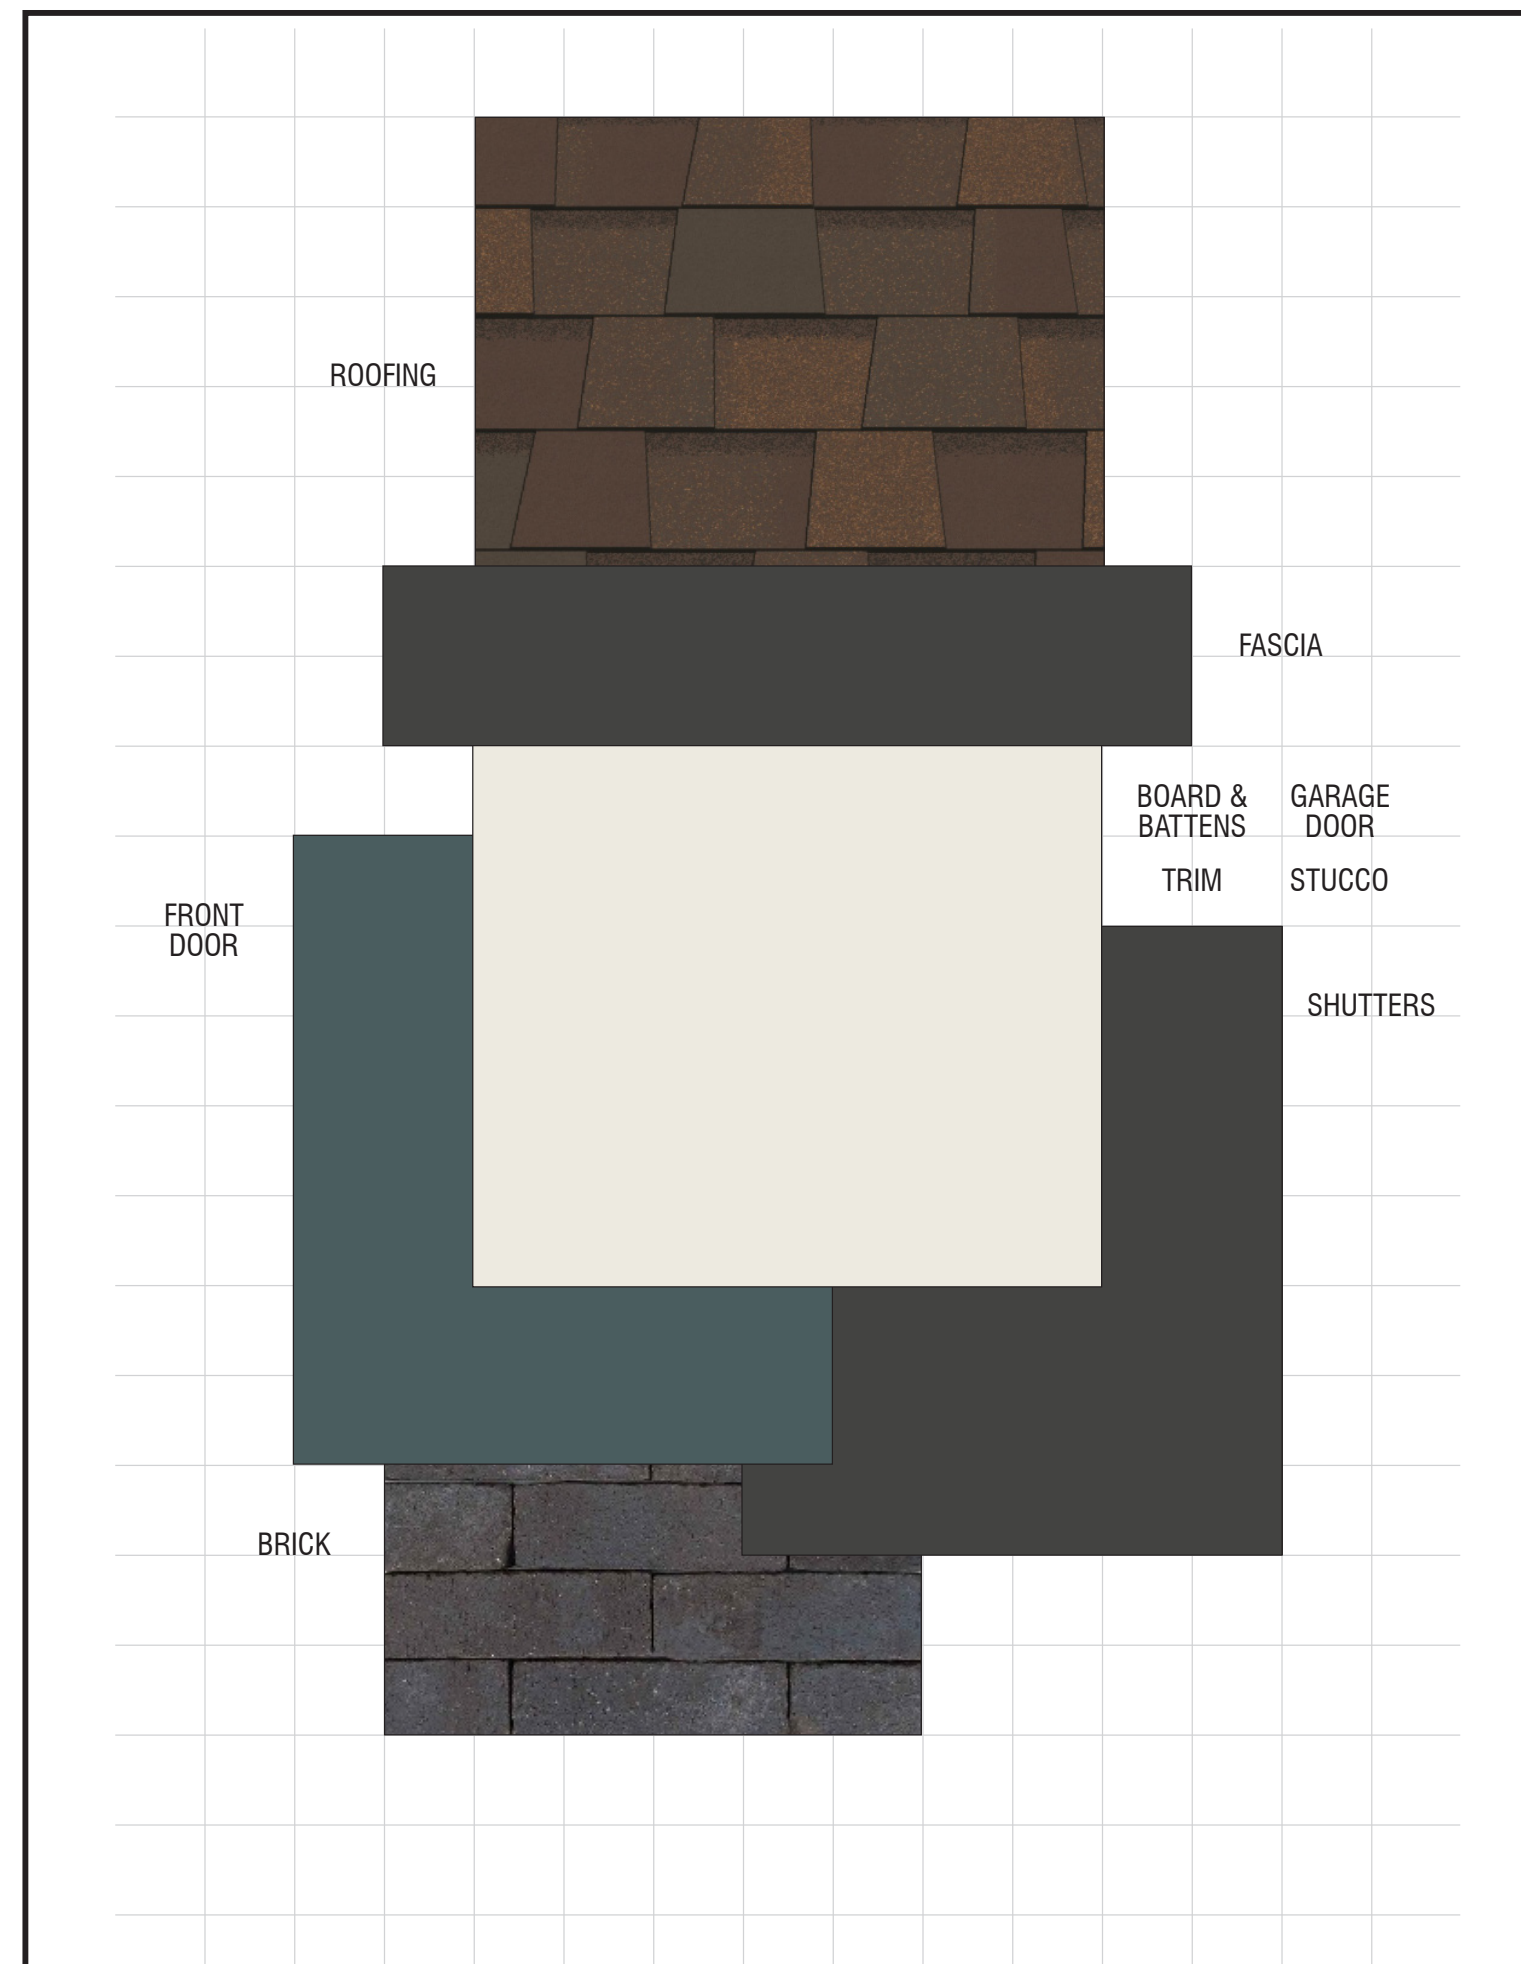 ROOFING
FASCIA
BOARD &
BATTENS
GARAGE
DOOR
TRIM
STUCCO
FRONT
DOOR
SHUTTERS
BRICK